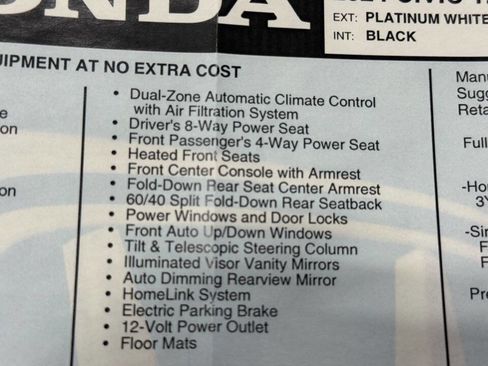 ONDA
EXT: PLATINUM WHITE
INT: BLACK
UIPMENT AT NO EXTRA COST
• Dual-Zone Automatic Climate Control
with Air Filtration System
• Driver's 8-Way Power Seat
• Front Passenger's 4-Way Power Seat
• Heated Front Seats
• Front Center Console with Armrest
• Fold-Down Rear Seat Center Armrest
• 60/40 Split Fold-Down Rear Seatback
• Power Windows and Door Locks
• Front Auto Up/Down Windows
• Tilt & Telescopic Steering Column
• Illuminated Visor Vanity Mirrors
• Auto Dimming Rearview Mirror
• HomeLink System
• Electric Parking Brake
• 12-Volt Power Outlet
• Floor Mats
e
on
on
Manu
Sugg
Reta
Full
-Ho
3Y
-Sir
F
F
Pre